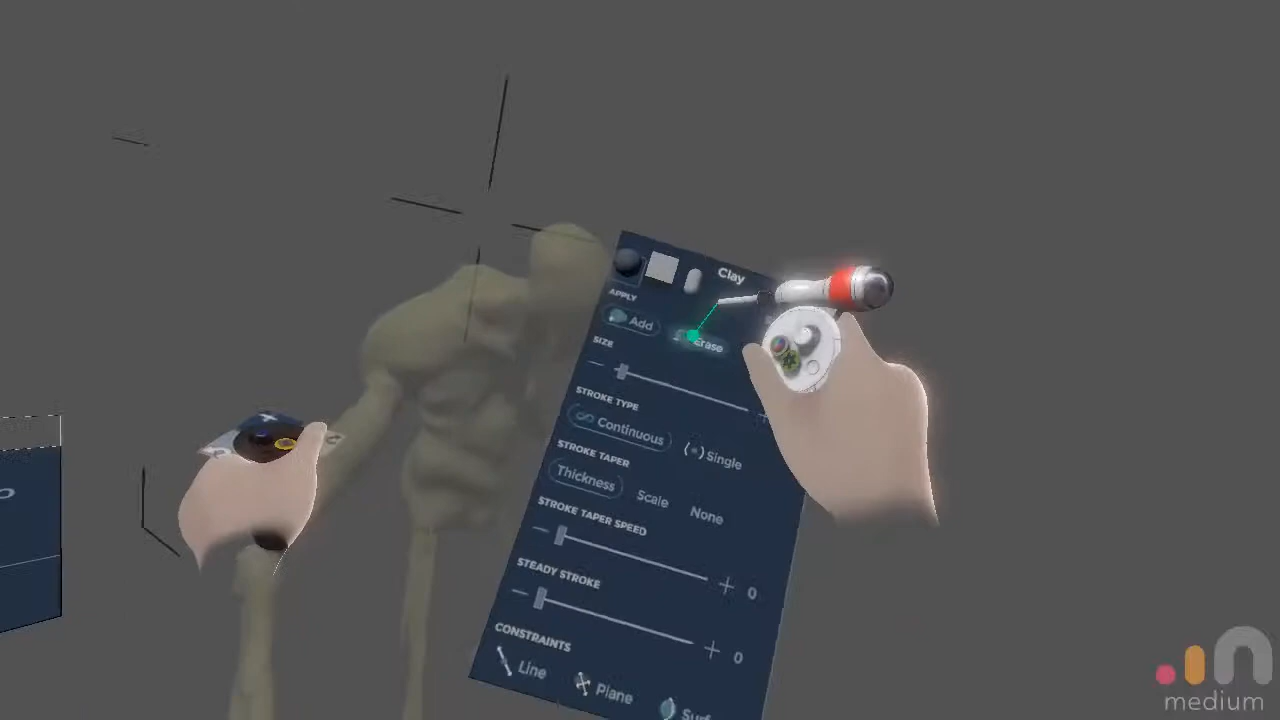 Clay
APPLY
Add Erase
SIZE
STROKE TYPE
Continuous Single
STROKE TAPER
Thickness Scale None
STROKE TAPER SPEED
0
STEADY STROKE
0
CONSTRAINTS
Line Plane
medium